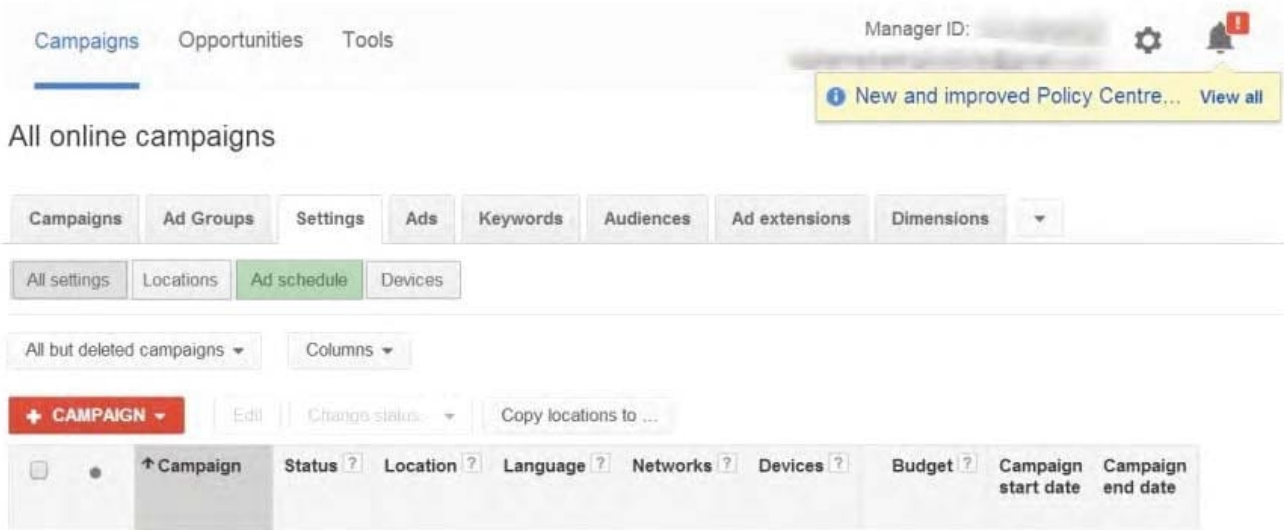 Campaigns Opportunities Tools Manager ID:
!
New and improved Policy Centre... View all
All online campaigns
Campaigns Ad Groups Settings Ads Keywords Audiences Ad extensions Dimensions
All settings Locations Ad schedule Devices
All but deleted campaigns Columns
+ CAMPAIGN Edit Change status... Copy locations to ...
Campaign Status ? Location ? Language ? Networks ? Devices ? Budget ? Campaign start date Campaign end date